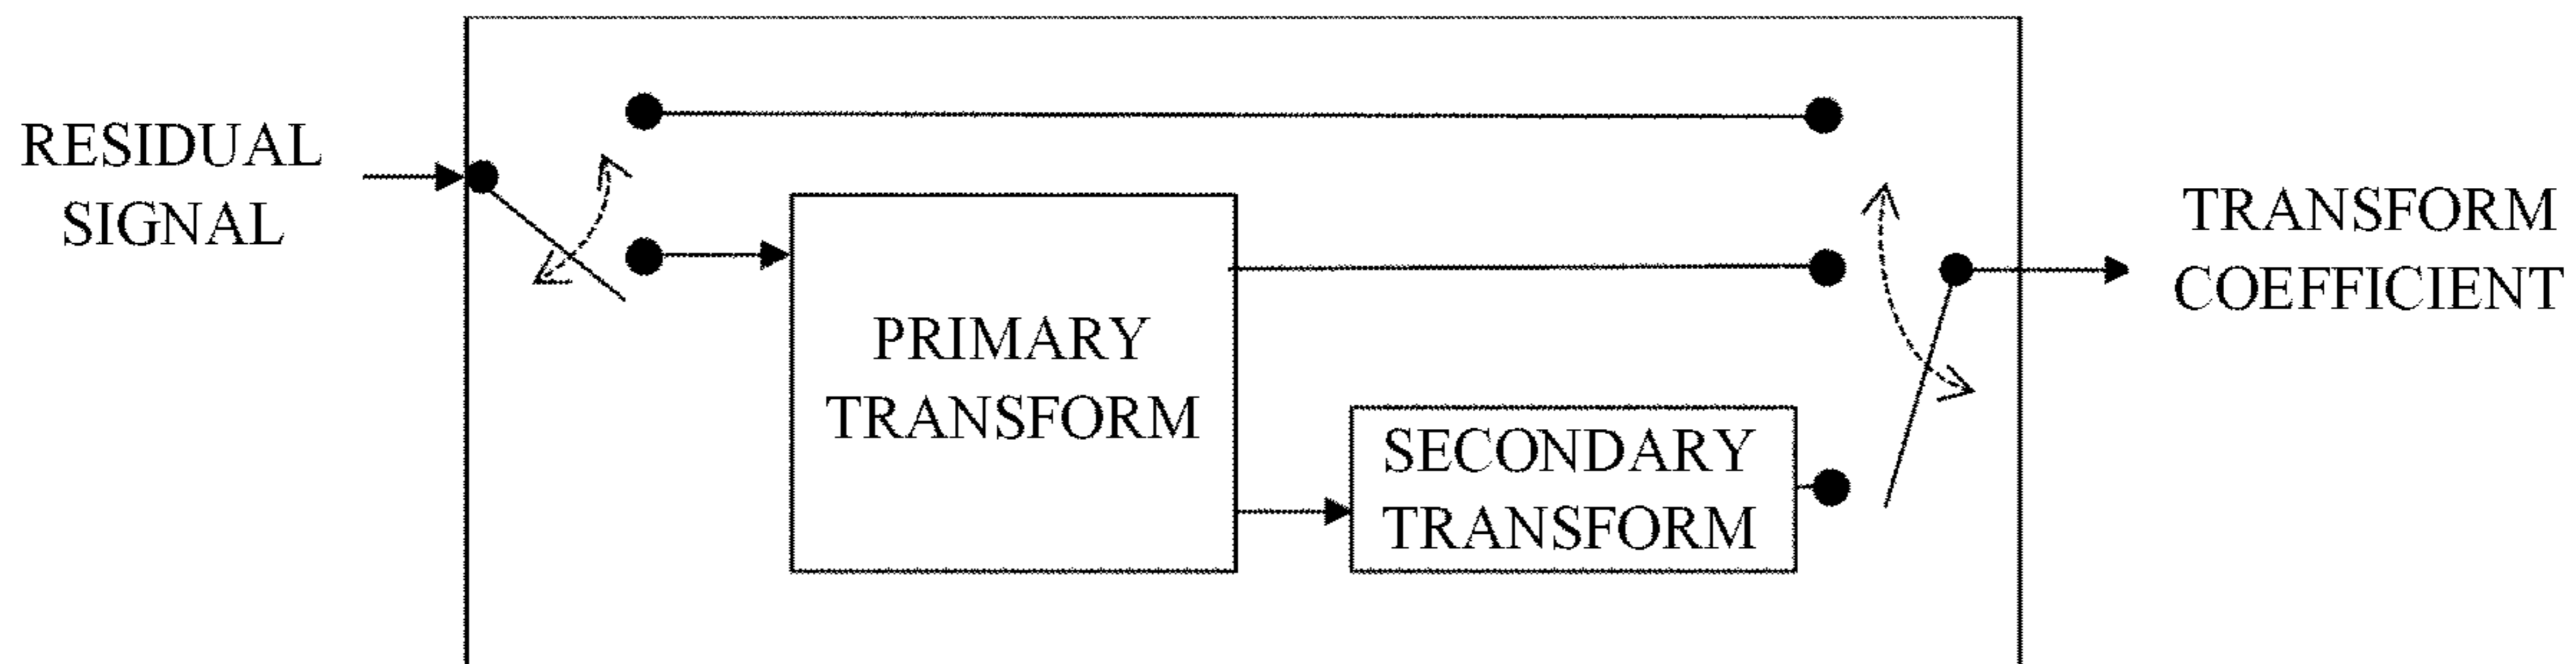 RESIDUAL
SIGNAL
PRIMARY
TRANSFORM
SECONDARY
TRANSFORM
TRANSFORM
COEFFICIENT